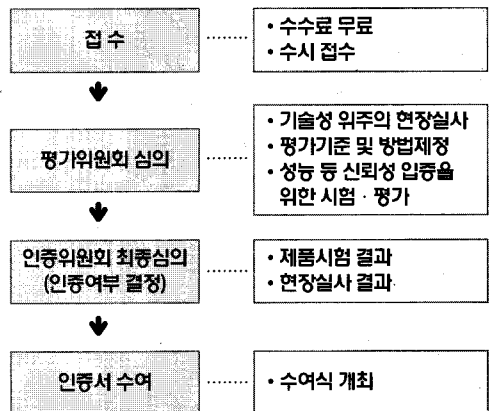 접 수
• 수수료 무료
• 수시 접수
평가위원회 심의
• 기술성 위주의 현장실사
• 평가기준 및 방법제정
• 성능 등 신뢰성 입증을
위한 시험 · 평가
인증위원회 최종심의
(인증여부 결정)
• 제품시험 결과
• 현장실사 결과
인증서 수여
• 수여식 개최